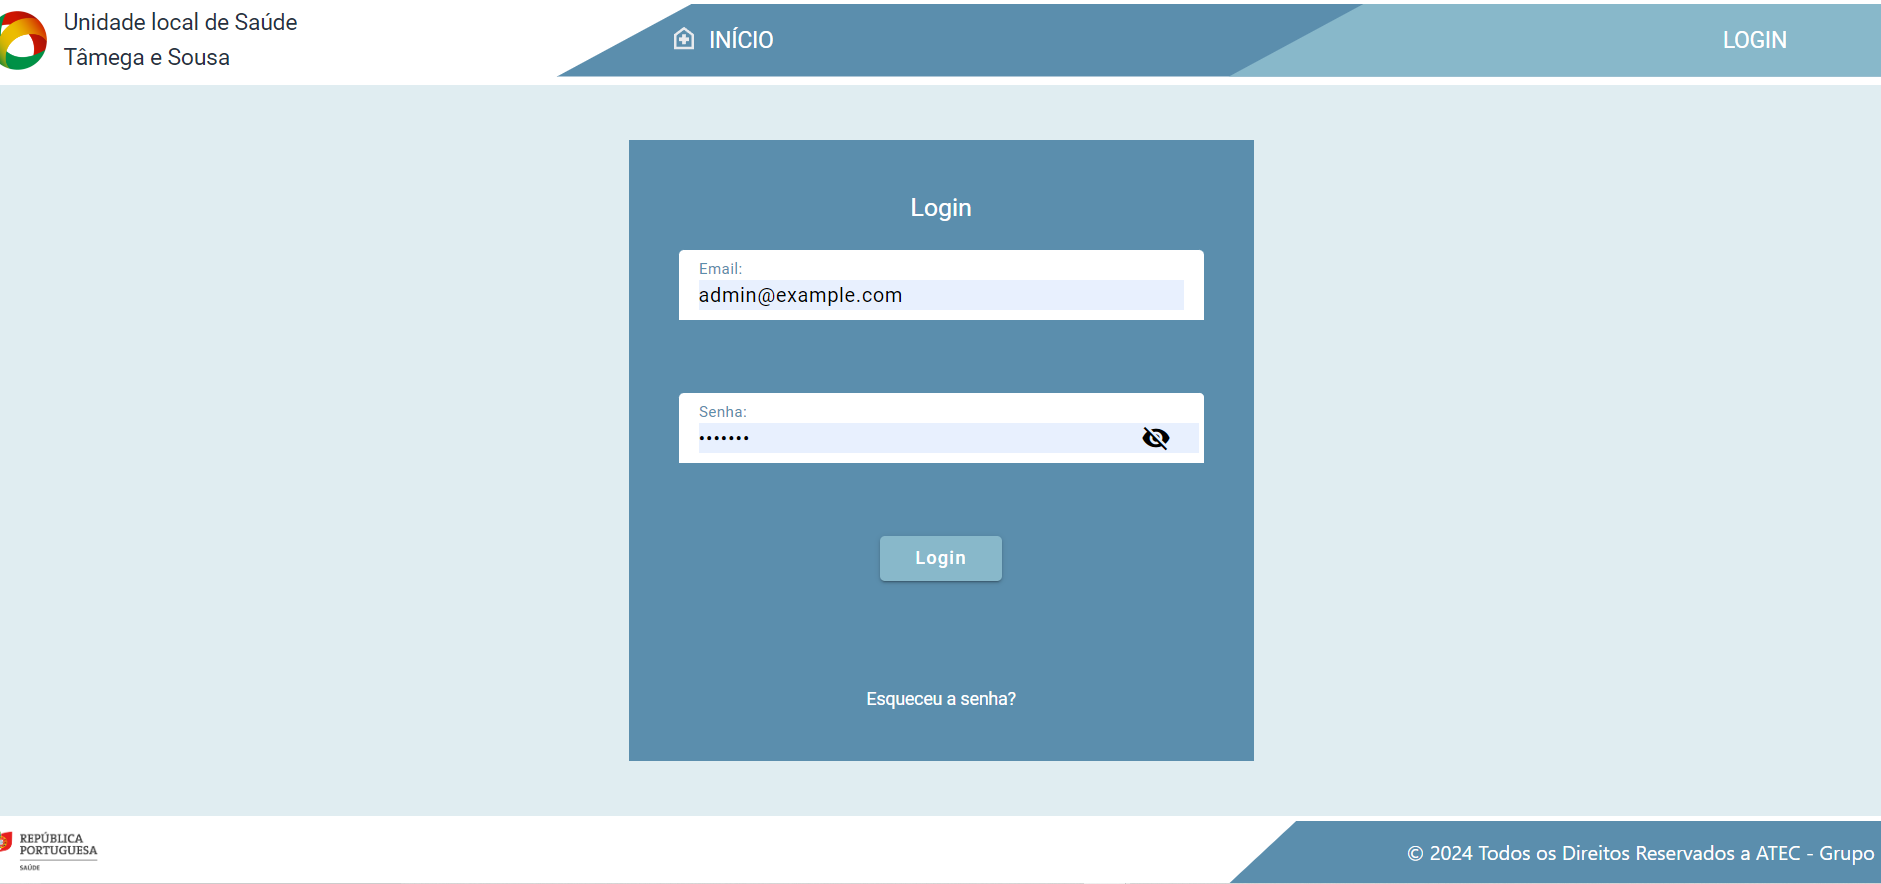 Unidade local de Saúde
Tâmega e Sousa
INÍCIO
LOGIN
Login
Email:
admin@example.com
Senha:
•••••••
Login
Esqueceu a senha?
REPÚBLICA
PORTUGUESA
SAÚDE
© 2024 Todos os Direitos Reservados a ATEC - Grupo